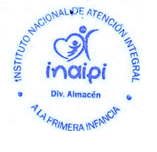 INSTITUTO NACIONAL DE ATENCIÓN INTEGRAL
inaipi
Div. Almacén
A LA PRIMERA INFANCIA